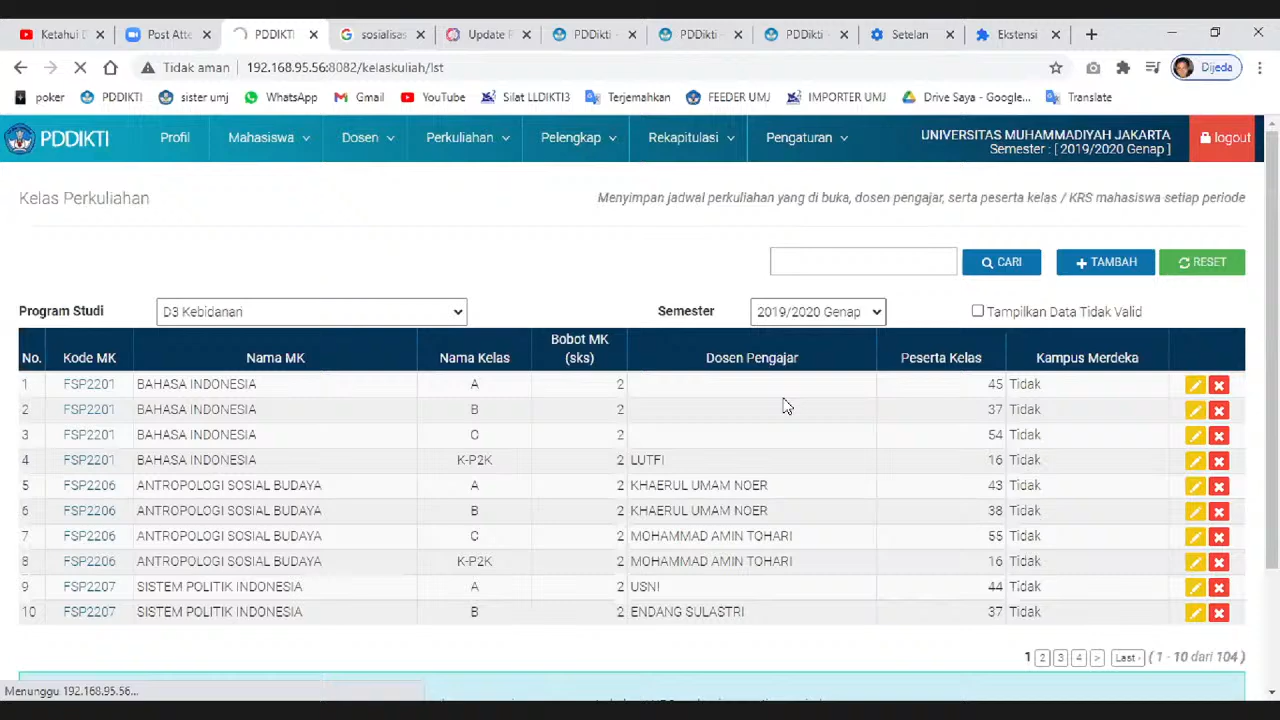 Ketahui D
Post Atte
PDDIKTI
sosialisas
Update P
PDDikti -
PDDikti -
PDDikti -
Setelan
Ekstensi
Tidak aman
192.168.95.56:8082/kelaskuliah/lst
Dijeda
poker
PDDIKTI
sister umj
WhatsApp
Gmail
YouTube
Silat LLDIKTI3
Terjemahkan
FEEDER UMJ
IMPORTER UMJ
Drive Saya - Google...
Translate
PDDIKTI
Profil
Mahasiswa
Dosen
Perkuliahan
Pelengkap
Rekapitulasi
Pengaturan
UNIVERSITAS MUHAMMADIYAH JAKARTA
Semester : [ 2019/2020 Genap ]
logout
Kelas Perkuliahan
Menyimpan jadwal perkuliahan yang di buka, dosen pengajar, serta peserta kelas / KRS mahasiswa setiap periode
CARI
TAMBAH
RESET
Program Studi
D3 Kebidanan
Semester
2019/2020 Genap
Tampilkan Data Tidak Valid
No. Kode MK Nama MK Nama Kelas Bobot MK (sks) Dosen Pengajar Peserta Kelas Kampus Merdeka
1 FSP2201 BAHASA INDONESIA A 2 45 Tidak
2 FSP2201 BAHASA INDONESIA B 2 37 Tidak
3 FSP2201 BAHASA INDONESIA C 2 54 Tidak
4 FSP2201 BAHASA INDONESIA K-P2K 2 LUTFI 16 Tidak
5 FSP2206 ANTROPOLOGI SOSIAL BUDAYA A 2 KHAERUL UMAM NOER 43 Tidak
6 FSP2206 ANTROPOLOGI SOSIAL BUDAYA B 2 KHAERUL UMAM NOER 38 Tidak
7 FSP2206 ANTROPOLOGI SOSIAL BUDAYA C 2 MOHAMMAD AMIN TOHARI 55 Tidak
8 FSP2206 ANTROPOLOGI SOSIAL BUDAYA K-P2K 2 MOHAMMAD AMIN TOHARI 16 Tidak
9 FSP2207 SISTEM POLITIK INDONESIA A 2 USNI 44 Tidak
10 FSP2207 SISTEM POLITIK INDONESIA B 2 ENDANG SULASTRI 37 Tidak
1 2 3 4 > Last › ( 1 - 10 dari 104 )
Menunggu 192.168.95.56...